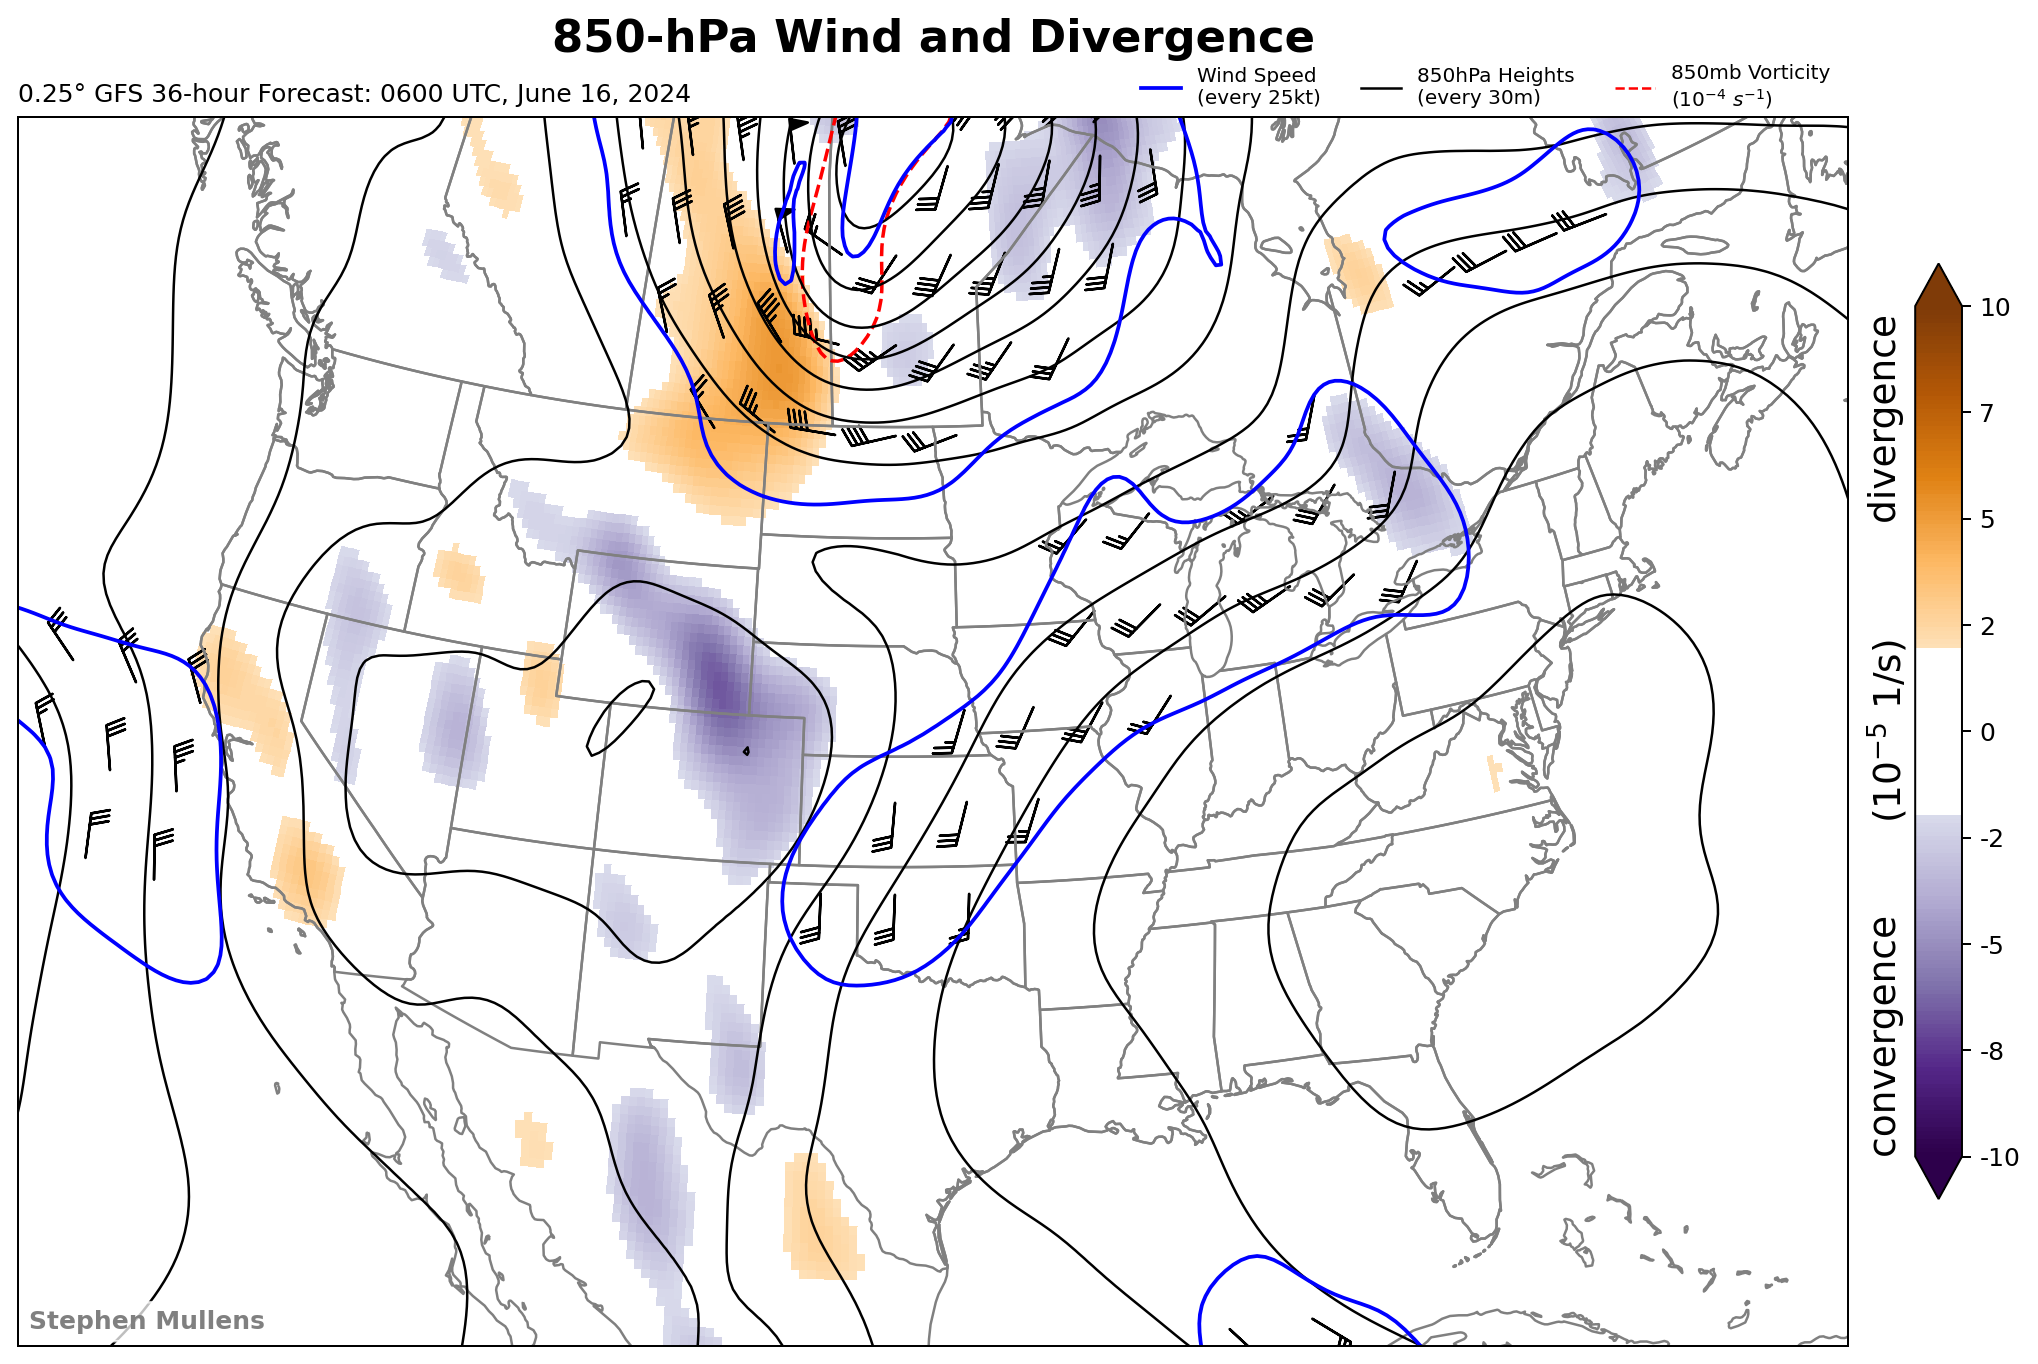 850-hPa Wind and Divergence
0.25° GFS 36-hour Forecast: 0600 UTC, June 16, 2024
Wind Speed
(every 25kt)
850hPa Heights
(every 30m)
850mb Vorticity
(10⁻⁴ s⁻¹)
divergence
(10⁻⁵ 1/s)
convergence
10
7
5
2
0
-2
-5
-8
-10
Stephen Mullens